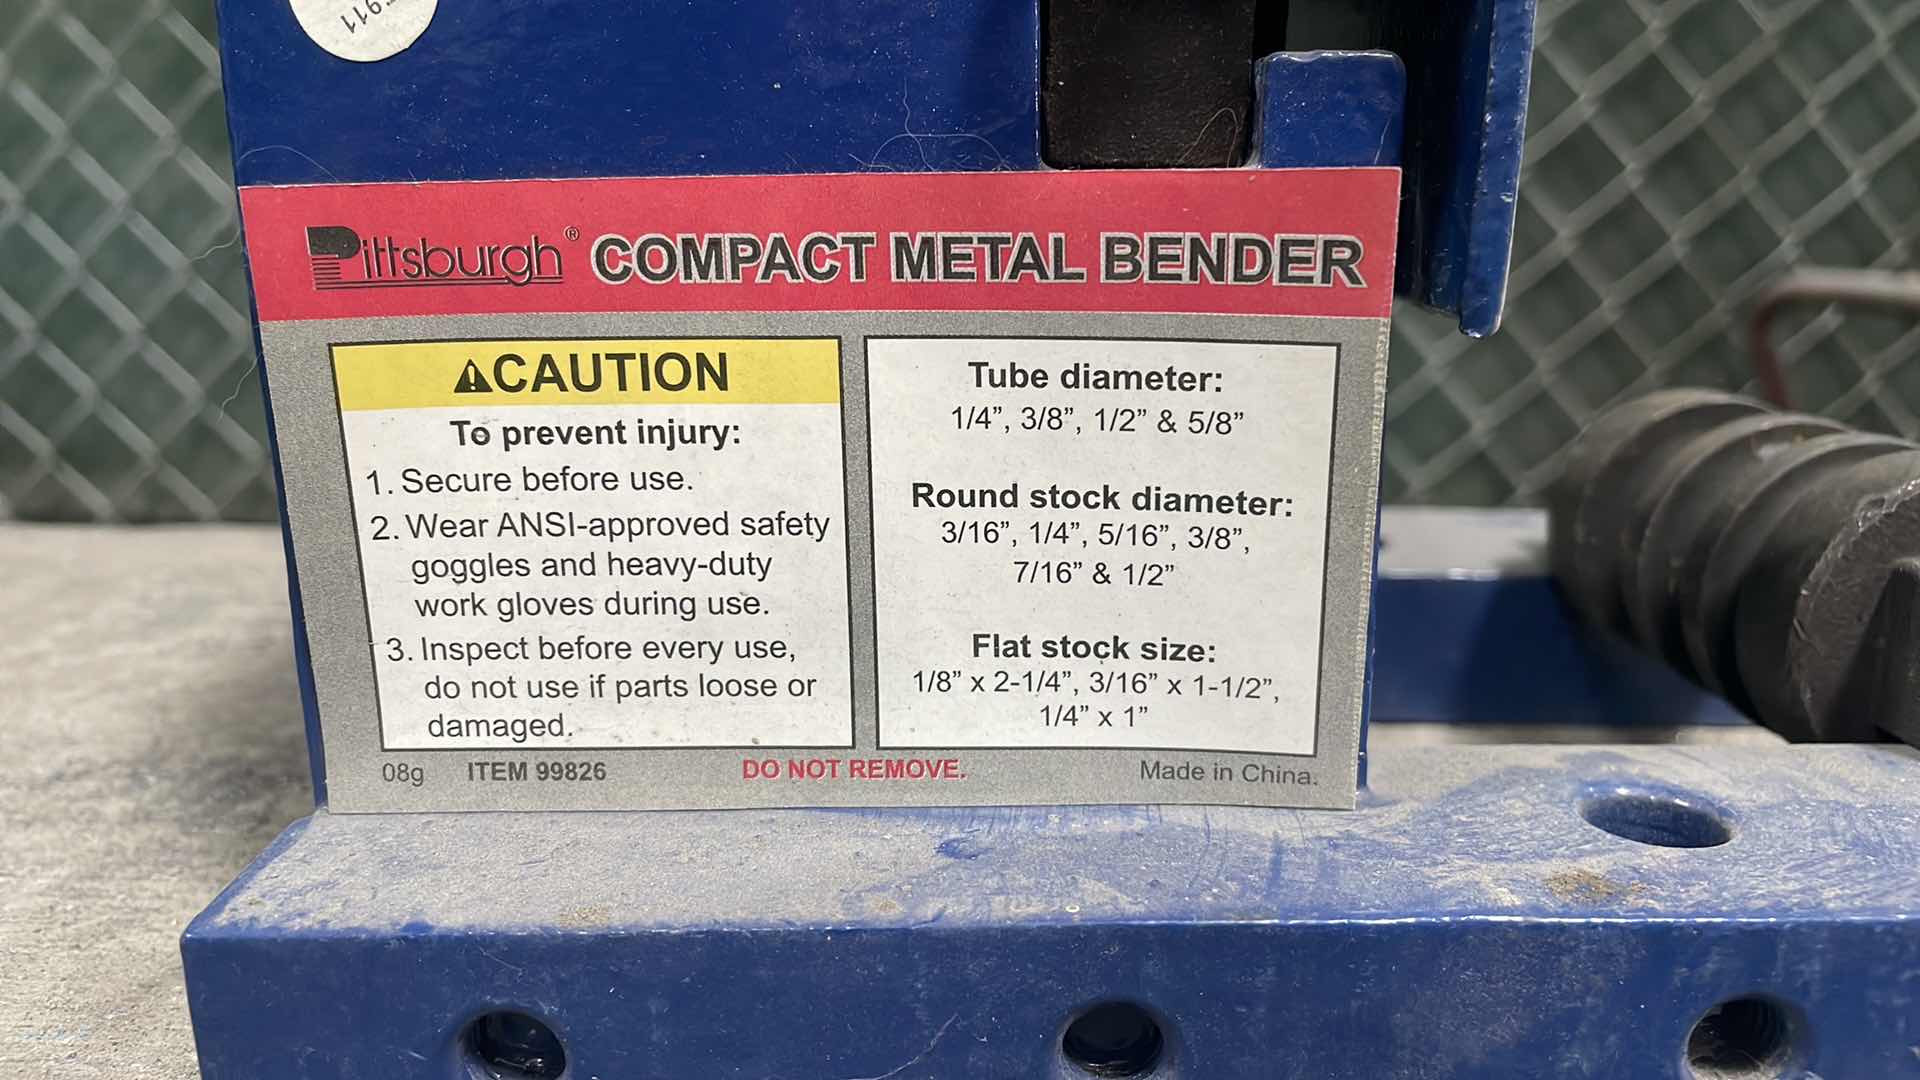 911
Pittsburgh® COMPACT METAL BENDER
⚠CAUTION
To prevent injury:
1. Secure before use.
2. Wear ANSI-approved safety
goggles and heavy-duty
work gloves during use.
3. Inspect before every use,
do not use if parts loose or
damaged.
Tube diameter:
1/4”, 3/8”, 1/2” & 5/8”
Round stock diameter:
3/16”, 1/4”, 5/16”, 3/8”,
7/16” & 1/2”
Flat stock size:
1/8” x 2-1/4”, 3/16” x 1-1/2”,
1/4” x 1”
08g ITEM 99826 DO NOT REMOVE. Made in China.